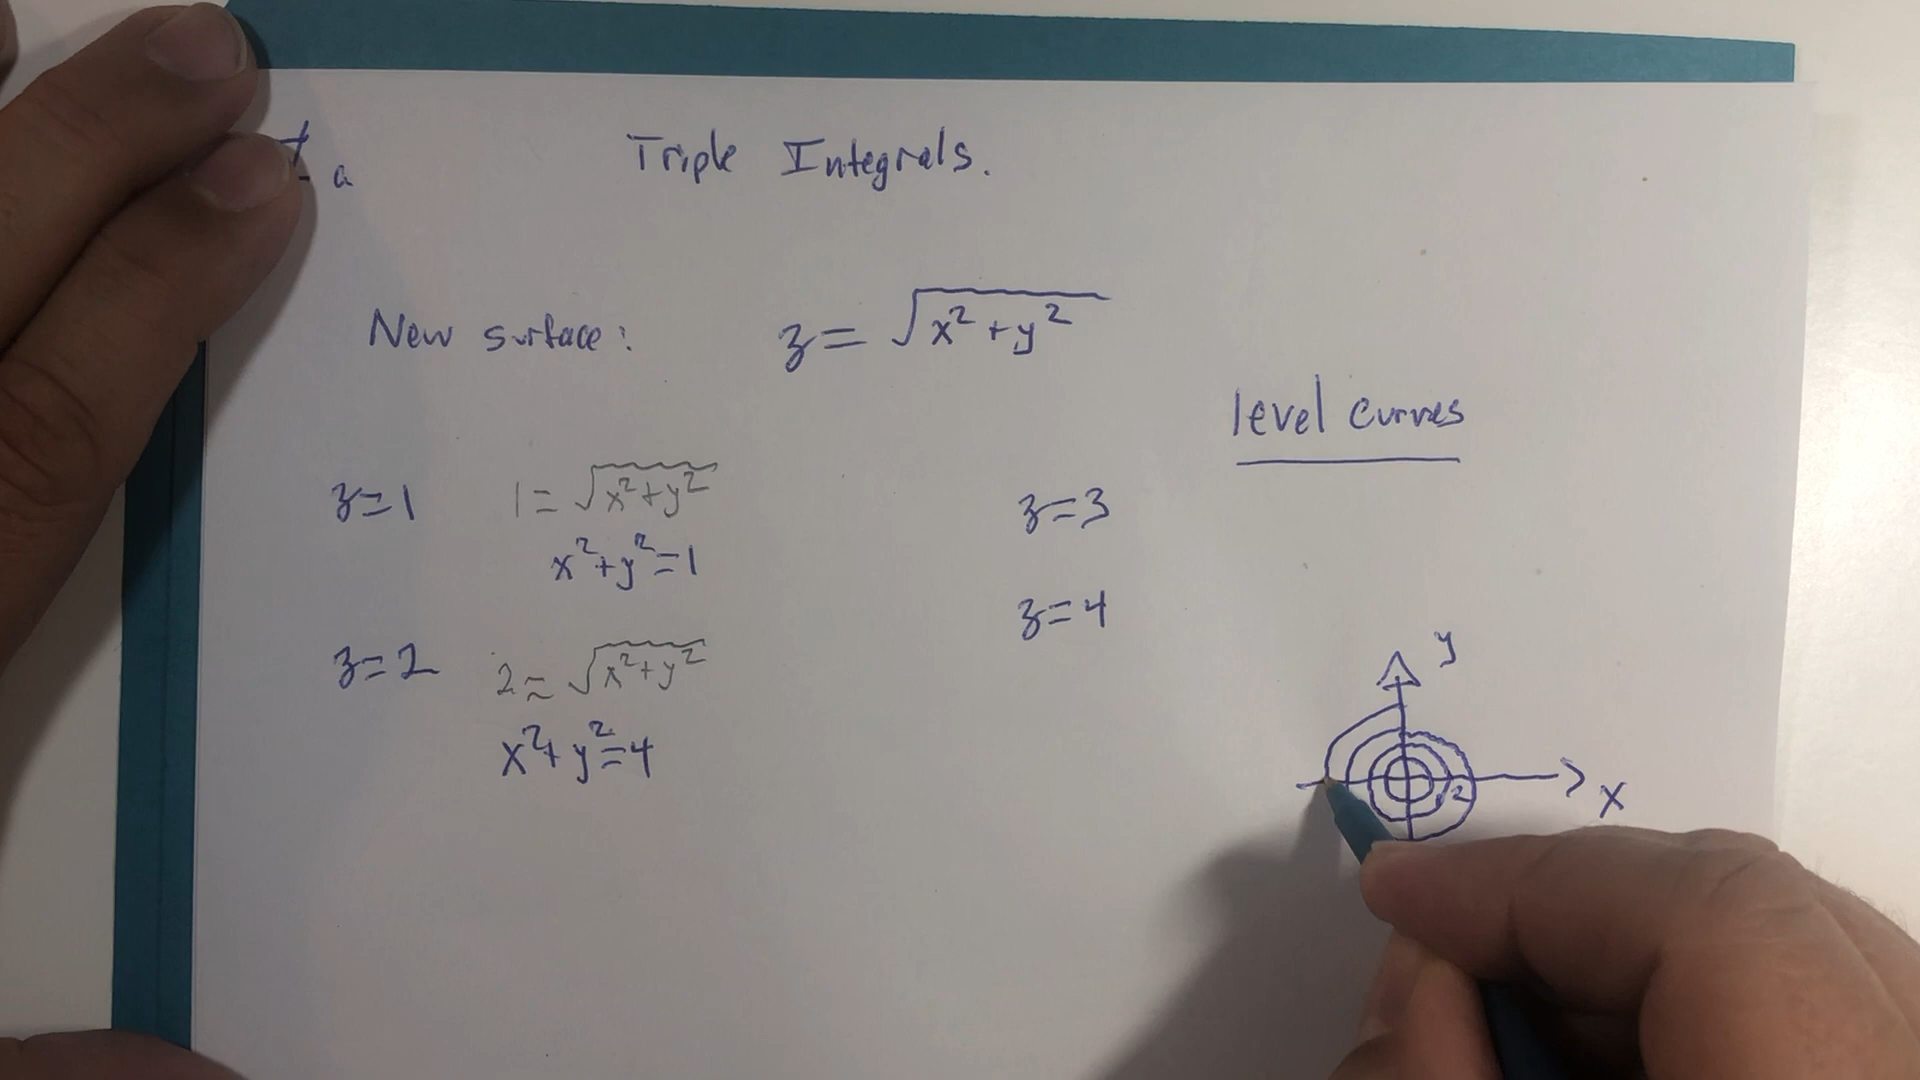 a
Triple Integrals.
New surface: z = √(x² + y²)
level curves
z=1 1 = √(x²+y²)
x²+y²=1
z=2 2 = √(x²+y²)
x²+y²=4
z=3
z=4
y
2
x